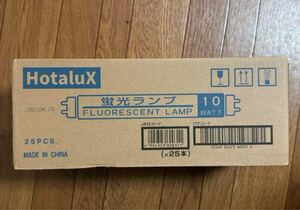 HotaluX
蛍光ランプ
FLUORESCENT LAMP
10
WATT
25PCS.
MADE IN CHINA
JANコード
(×25本)
ITFコード